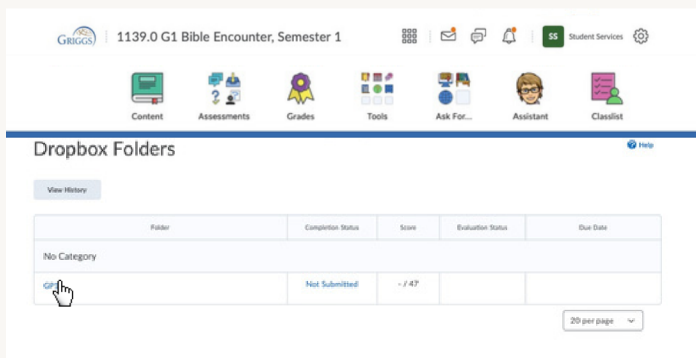 GRIGGS
1139.0 G1 Bible Encounter, Semester 1
SS
Student Services
Content
Assessments
Grades
Tools
Ask For...
Assistant
Classlist
Dropbox Folders
Help
View History
Folder
Completion Status
Score
Evaluation Status
Due Date
No Category
Not Submitted
- / 47
20 per page